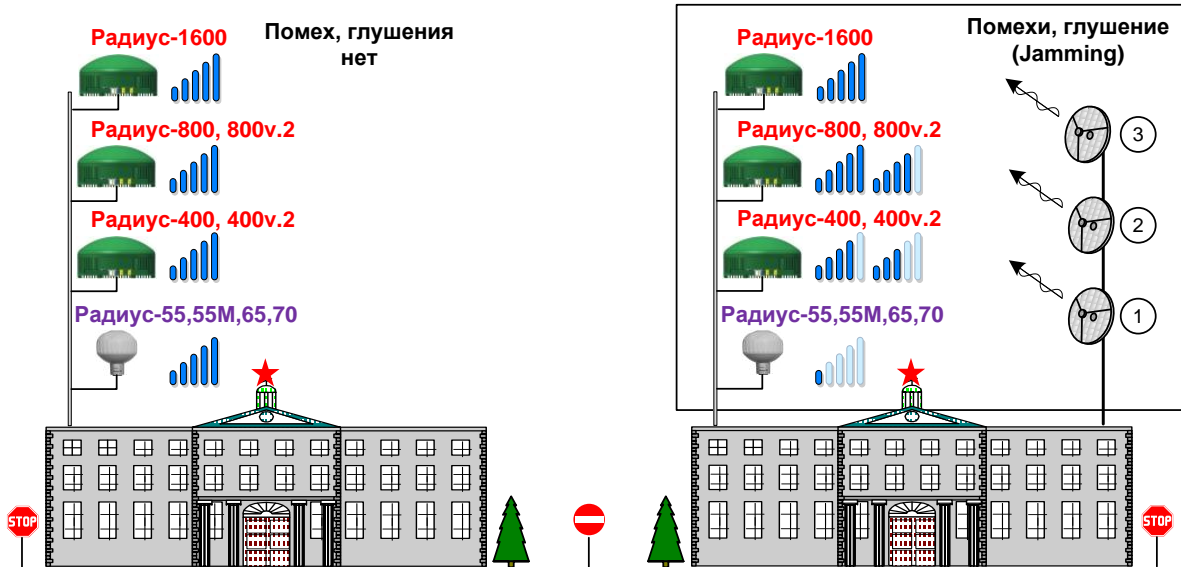 Радиус-1600
Помех, глушения
нет
Радиус-800, 800v.2
Радиус-400, 400v.2
Радиус-55,55М,65,70
STOP
Радиус-1600
Помехи, глушение
(Jamming)
3
Радиус-800, 800v.2
2
Радиус-400, 400v.2
1
Радиус-55,55М,65,70
STOP